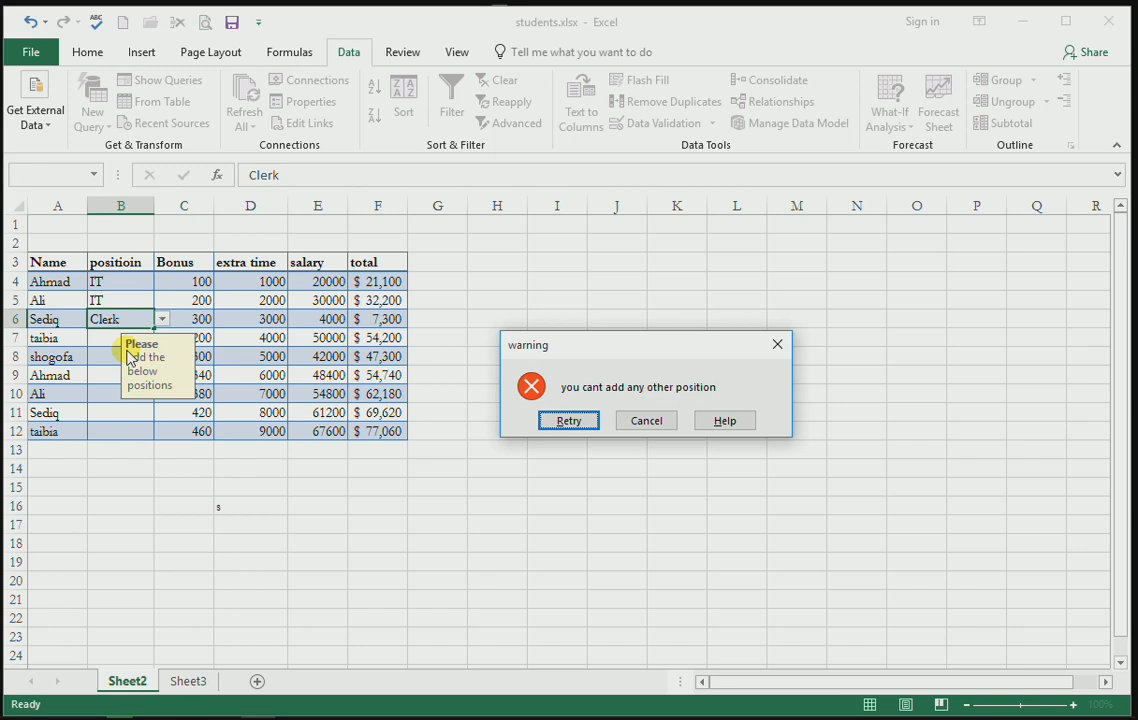 ABC
students.xlsx - Excel
Sign in
File Home Insert Page Layout Formulas Data Review View Tell me what you want to do Share
Get External Data
New Query
Show Queries
From Table
Recent Sources
Get & Transform
Refresh All
Connections
Properties
Edit Links
Connections
A Z
Z A
Z A A Z
Sort
Filter
Clear
Reapply
Advanced
Sort & Filter
Text to Columns
Flash Fill
Remove Duplicates
Data Validation
Consolidate
Relationships
Manage Data Model
Data Tools
What-If Analysis
Forecast Sheet
Forecast
Group
Ungroup
Subtotal
Outline
fx Clerk
A B C D E F G H I J K L M N O P Q R
1
2
3 Name positioin Bonus extra time salary total
4 Ahmad IT 100 1000 20000 $ 21,100
5 Ali IT 200 2000 30000 $ 32,200
6 Sediq Clerk 300 3000 4000 $ 7,300
7 taibia 200 4000 50000 $ 54,200
8 shogofa 300 5000 42000 $ 47,300
9 Ahmad 340 6000 48400 $ 54,740
10 Ali 380 7000 54800 $ 62,180
11 Sediq 420 8000 61200 $ 69,620
12 taibia 460 9000 67600 $ 77,060
13
14
15
16 s
17
18
19
20
21
22
23
24
Please
add the
below
positions
warning
you cant add any other position
Retry Cancel Help
Sheet2 Sheet3
Ready
100%